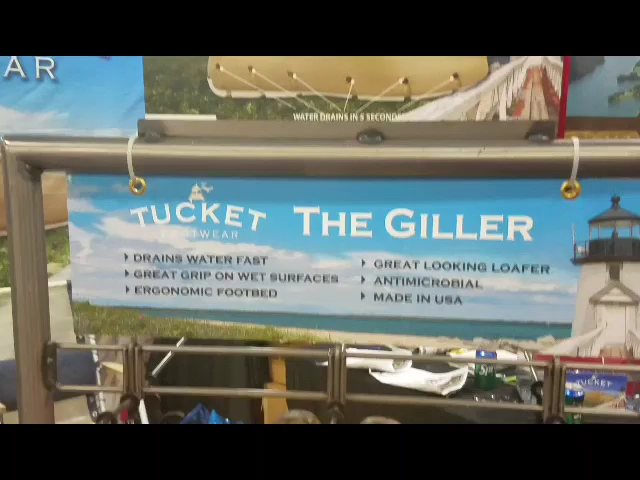 AR
WATER DRAINS IN 5 SECONDS
TUCKET
FOOTWEAR
THE GILLER
DRAINS WATER FAST
GREAT GRIP ON WET SURFACES
ERGONOMIC FOOTBED
GREAT LOOKING LOAFER
ANTIMICROBIAL
MADE IN USA
TUCKET